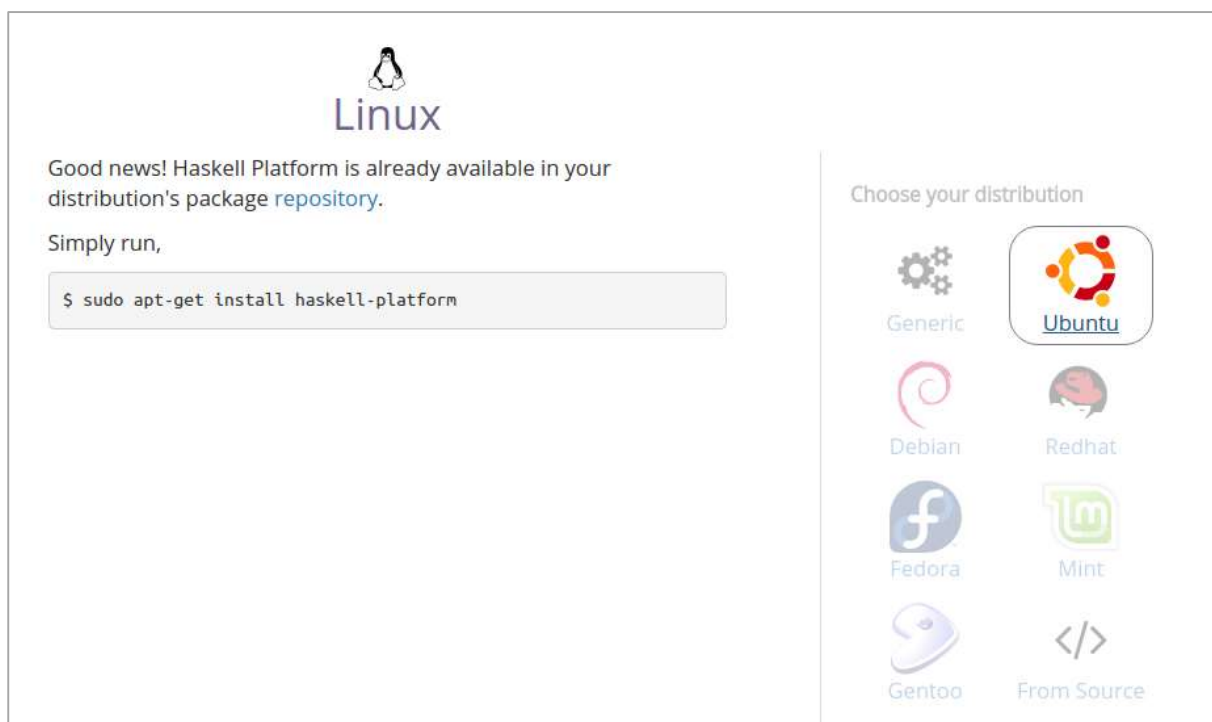 Linux
Good news! Haskell Platform is already available in your
distribution's package repository.
Simply run,
$ sudo apt-get install haskell-platform
Choose your distribution
Generic
Ubuntu
Debian
Redhat
Fedora
Mint
Gentoo
From Source